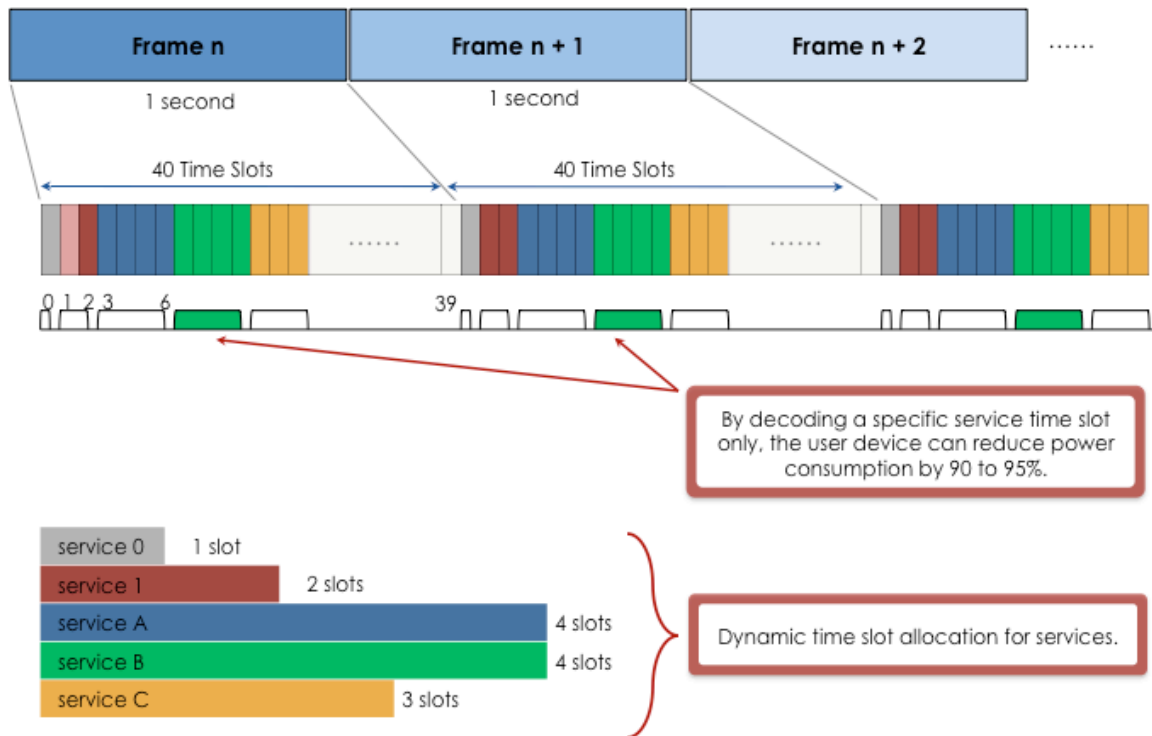 Frame n
Frame n + 1
Frame n + 2
......
1 second
1 second
40 Time Slots
40 Time Slots
......
......
0 1 2 3 6 39
By decoding a specific service time slot
only, the user device can reduce power
consumption by 90 to 95%.
service 0 1 slot
service 1 2 slots
service A 4 slots
service B 4 slots
service C 3 slots
Dynamic time slot allocation for services.